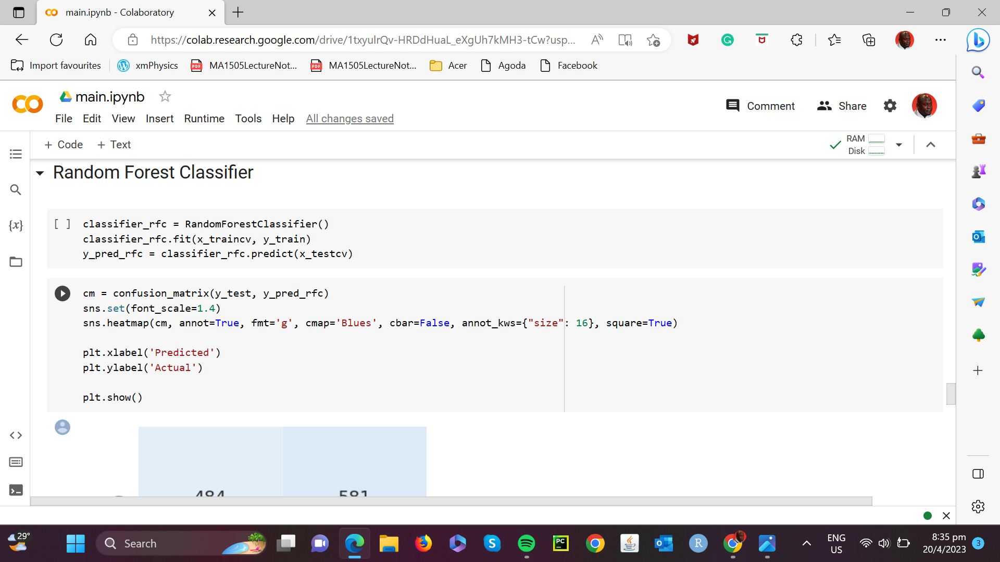 main.ipynb - Colaboratory
https://colab.research.google.com/drive/1txyulrQv-HRDdHuaL_eXgUh7kMH3-tCw?usp...
Import favourites
xmPhysics
MA1505LectureNot...
MA1505LectureNot...
Acer
Agoda
Facebook
main.ipynb
Comment
Share
File Edit View Insert Runtime Tools Help All changes saved
+ Code + Text
RAM
Disk
Random Forest Classifier
[ ] classifier_rfc = RandomForestClassifier()
classifier_rfc.fit(x_traincv, y_train)
y_pred_rfc = classifier_rfc.predict(x_testcv)
cm = confusion_matrix(y_test, y_pred_rfc)
sns.set(font_scale=1.4)
sns.heatmap(cm, annot=True, fmt='g', cmap='Blues', cbar=False, annot_kws={"size": 16}, square=True)
plt.xlabel('Predicted')
plt.ylabel('Actual')
plt.show()
484 581
29°
Search
ENG
US
8:35 pm
20/4/2023
3